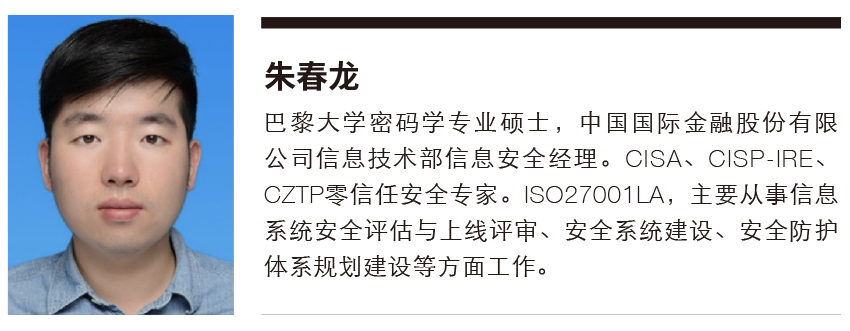 朱春龙
巴黎大学密码学专业硕士，中国国际金融股份有限
公司信息技术部信息安全经理。CISA、CISP-IRE、
CZTP零信任安全专家。ISO27001LA，主要从事信息
系统安全评估与上线评审、安全系统建设、安全防护
体系规划建设等方面工作。